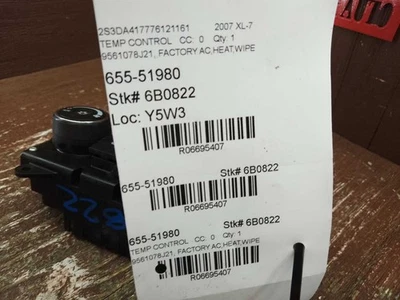 2S3DA417776121161 2007 XL-7
TEMP CONTROL CC: 0 Qty: 1
9561078J21, FACTORY AC,HEAT,WIPE
655-51980
Stk# 6B0822
Loc: Y5W3
R06695407
655-51980 Stk# 6B0822
R06695407
655-51980 Stk# 6B0822
TEMP CONTROL CC: 0 Qty: 1
9561078J21, FACTORY AC,HEAT,WIPE
R06695407
228
AUTO